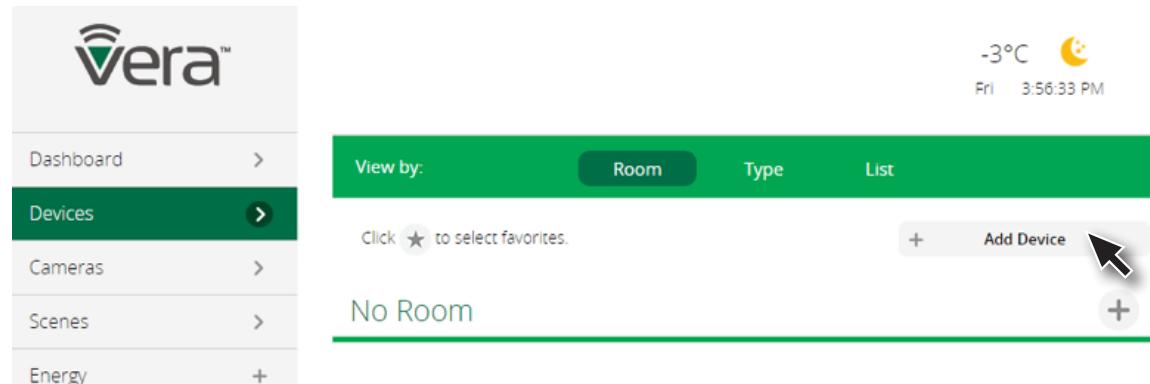 vera™
-3°C
Fri 3:56:33 PM
Dashboard
Devices
Cameras
Scenes
Energy
View by: Room Type List
Click to select favorites.
+ Add Device
No Room